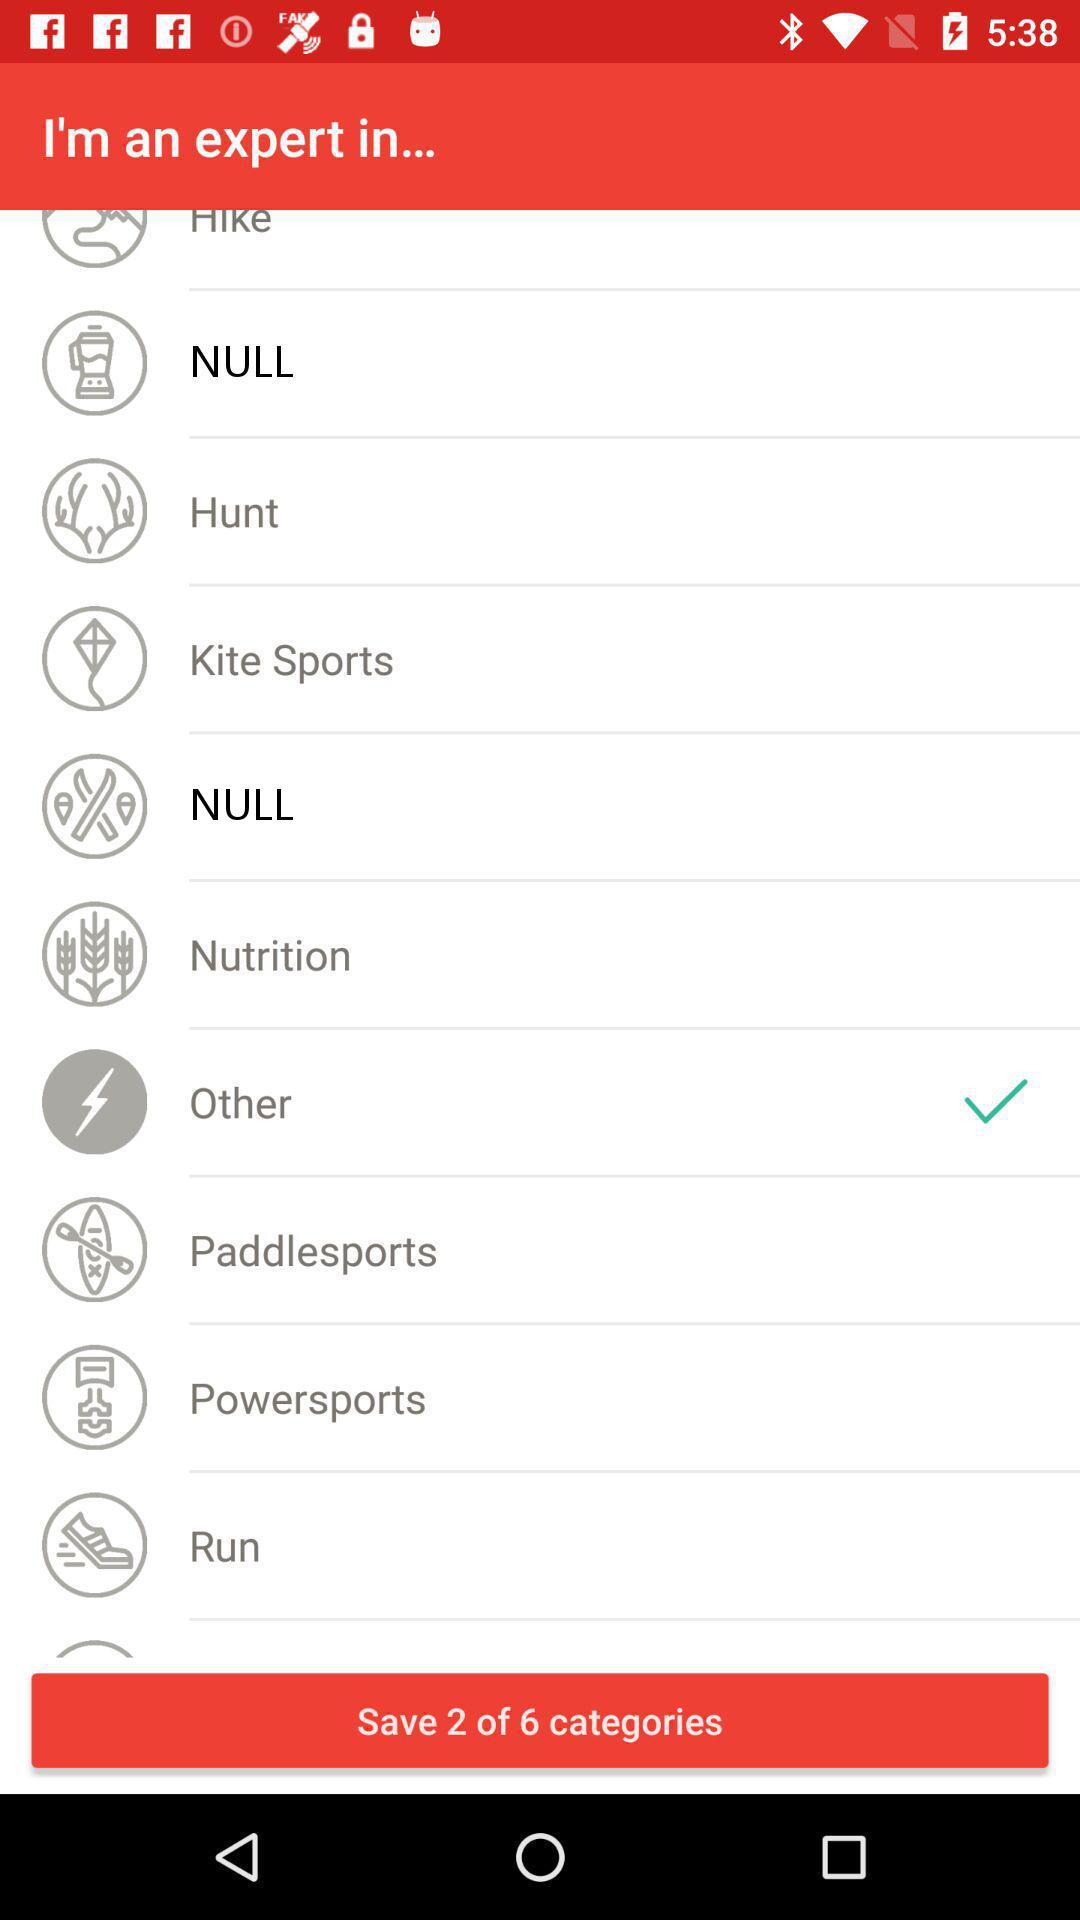 FAKE
5:38
I'm an expert in...
Hike
NULL
Hunt
Kite Sports
NULL
Nutrition
Other
Paddlesports
Powersports
Run
Save 2 of 6 categories